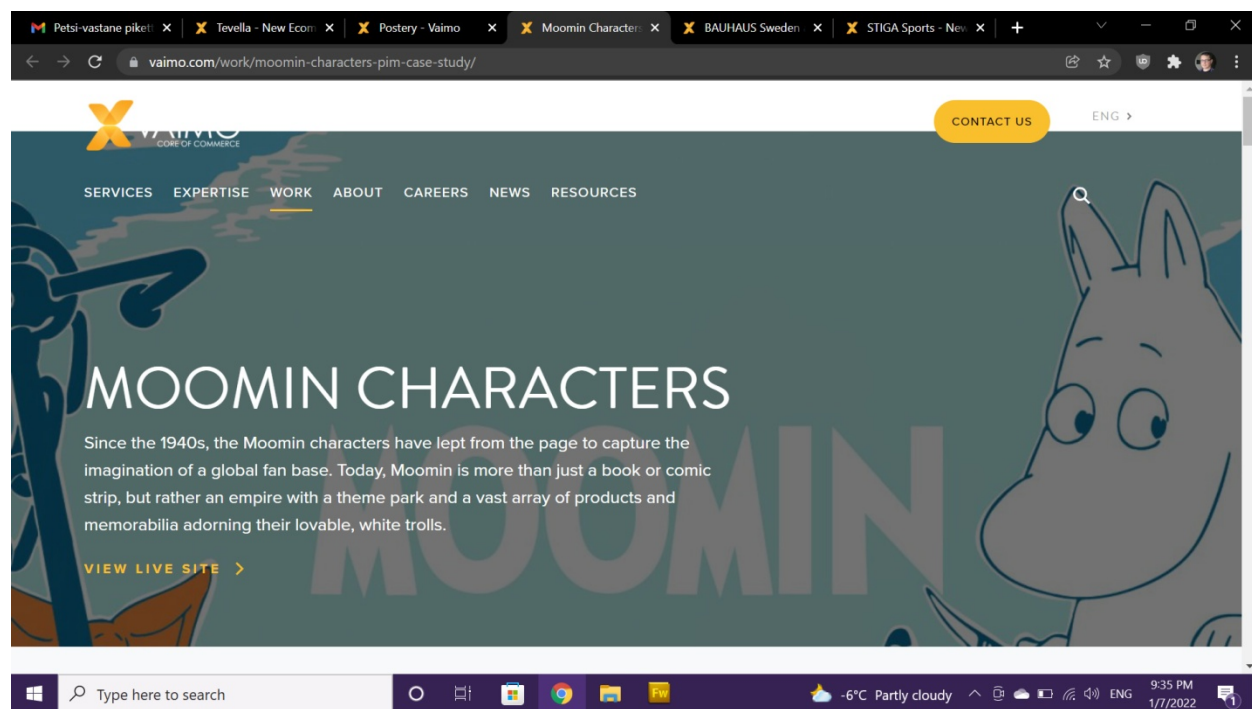 Petsi-vastane piket
Tevella - New Ecom
Postery - Vaimo
Moomin Characters
BAUHAUS Sweden
STIGA Sports - New
vaimo.com/work/moomin-characters-pim-case-study/
VAIMO
CORE OF COMMERCE
CONTACT US
ENG >
SERVICES EXPERTISE WORK ABOUT CAREERS NEWS RESOURCES
MOOMIN CHARACTERS
Since the 1940s, the Moomin characters have lept from the page to capture the
imagination of a global fan base. Today, Moomin is more than just a book or comic
strip, but rather an empire with a theme park and a vast array of products and
memorabilia adorning their lovable, white trolls.
MOOMIN
VIEW LIVE SITE >
Type here to search
Fw
-6°C Partly cloudy
ENG
9:35 PM
1/7/2022
1